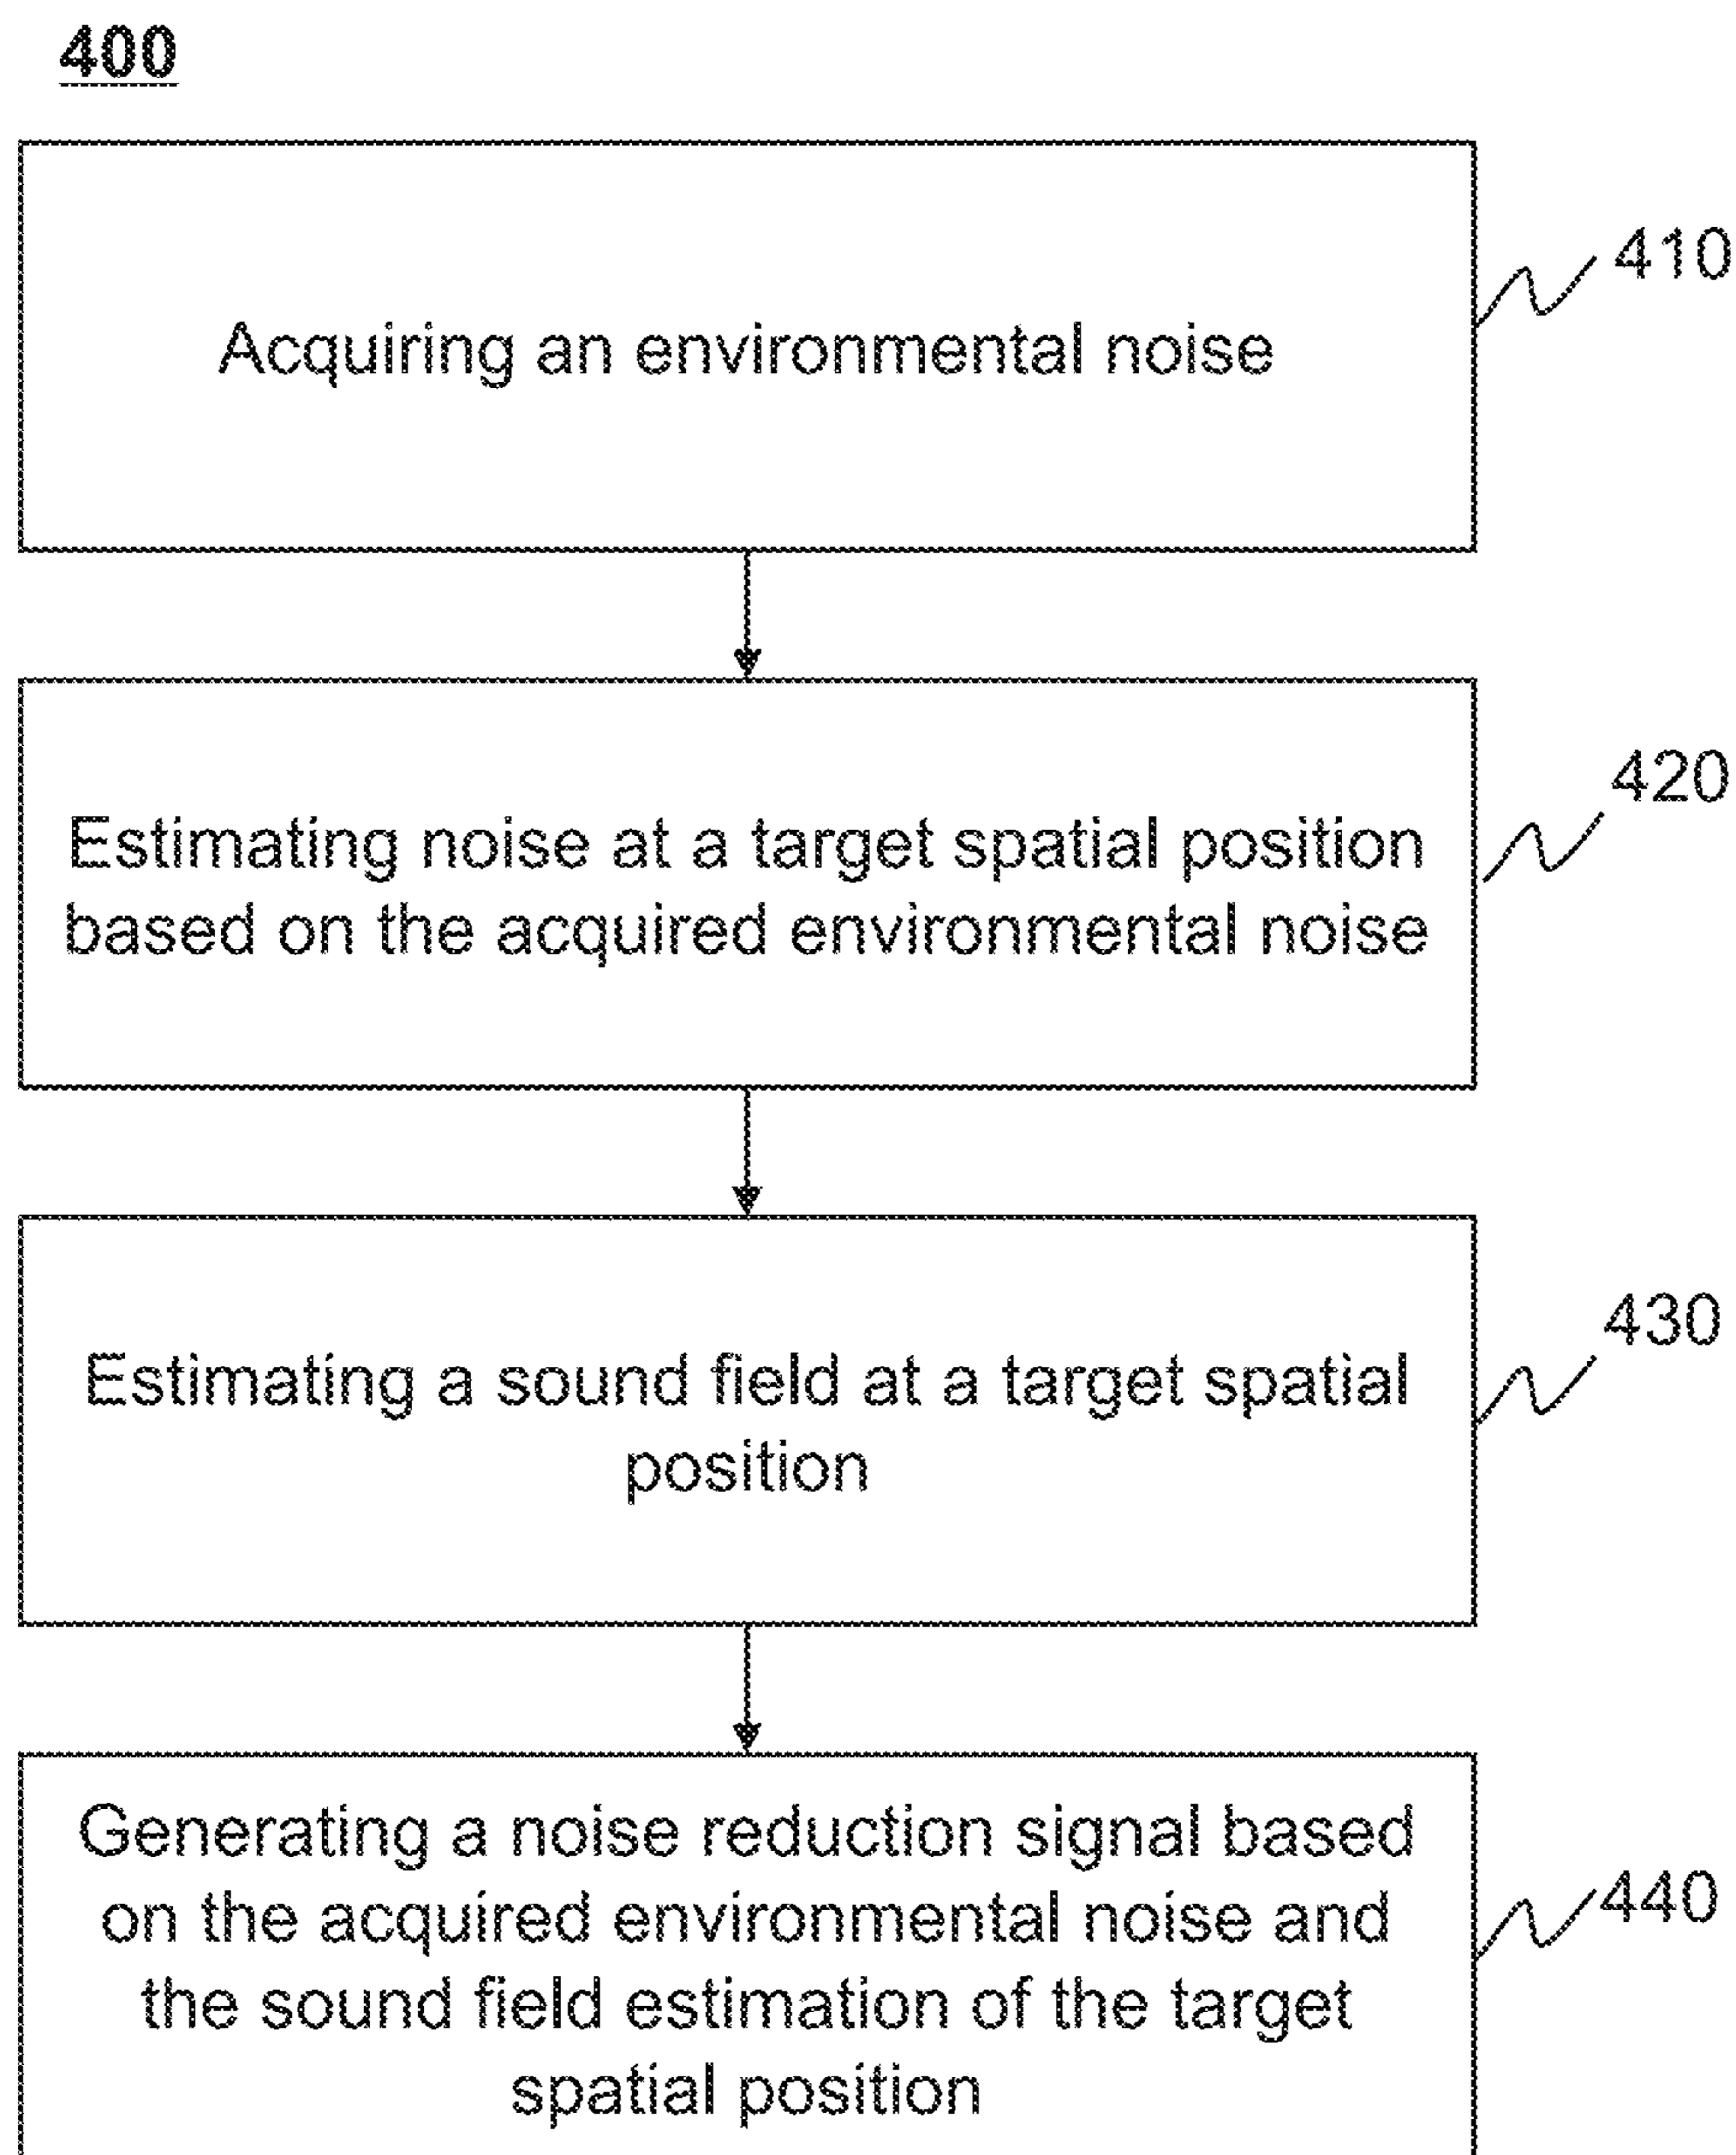 400
Acquiring an environmental noise
410
Estimating noise at a target spatial position
based on the acquired environmental noise
420
Estimating a sound field at a target spatial
position
430
Generating a noise reduction signal based
on the acquired environmental noise and
the sound field estimation of the target
spatial position
440